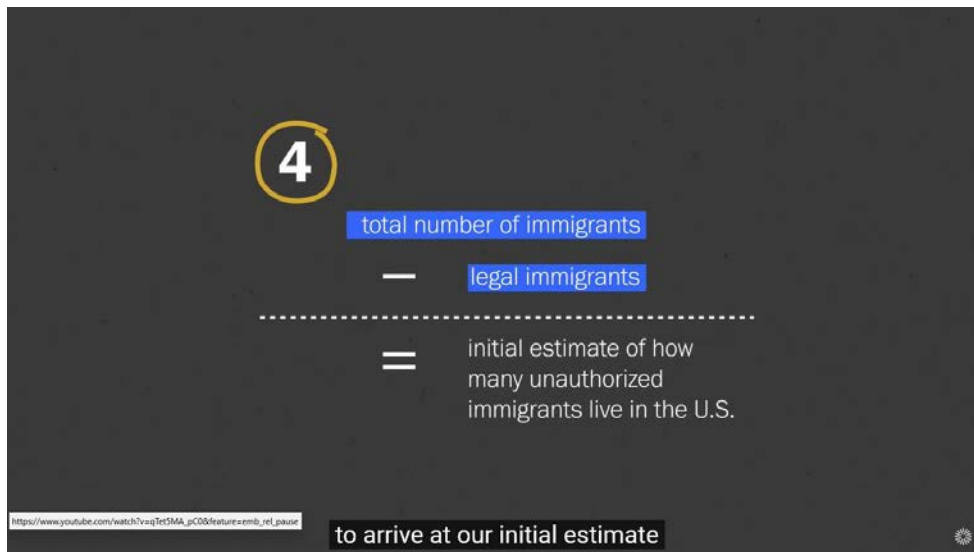 4
total number of immigrants
— legal immigrants
= initial estimate of how
many unauthorized
immigrants live in the U.S.
https://www.youtube.com/watch?v=qTet5MA_pC0&feature=emb_rel_pause
to arrive at our initial estimate